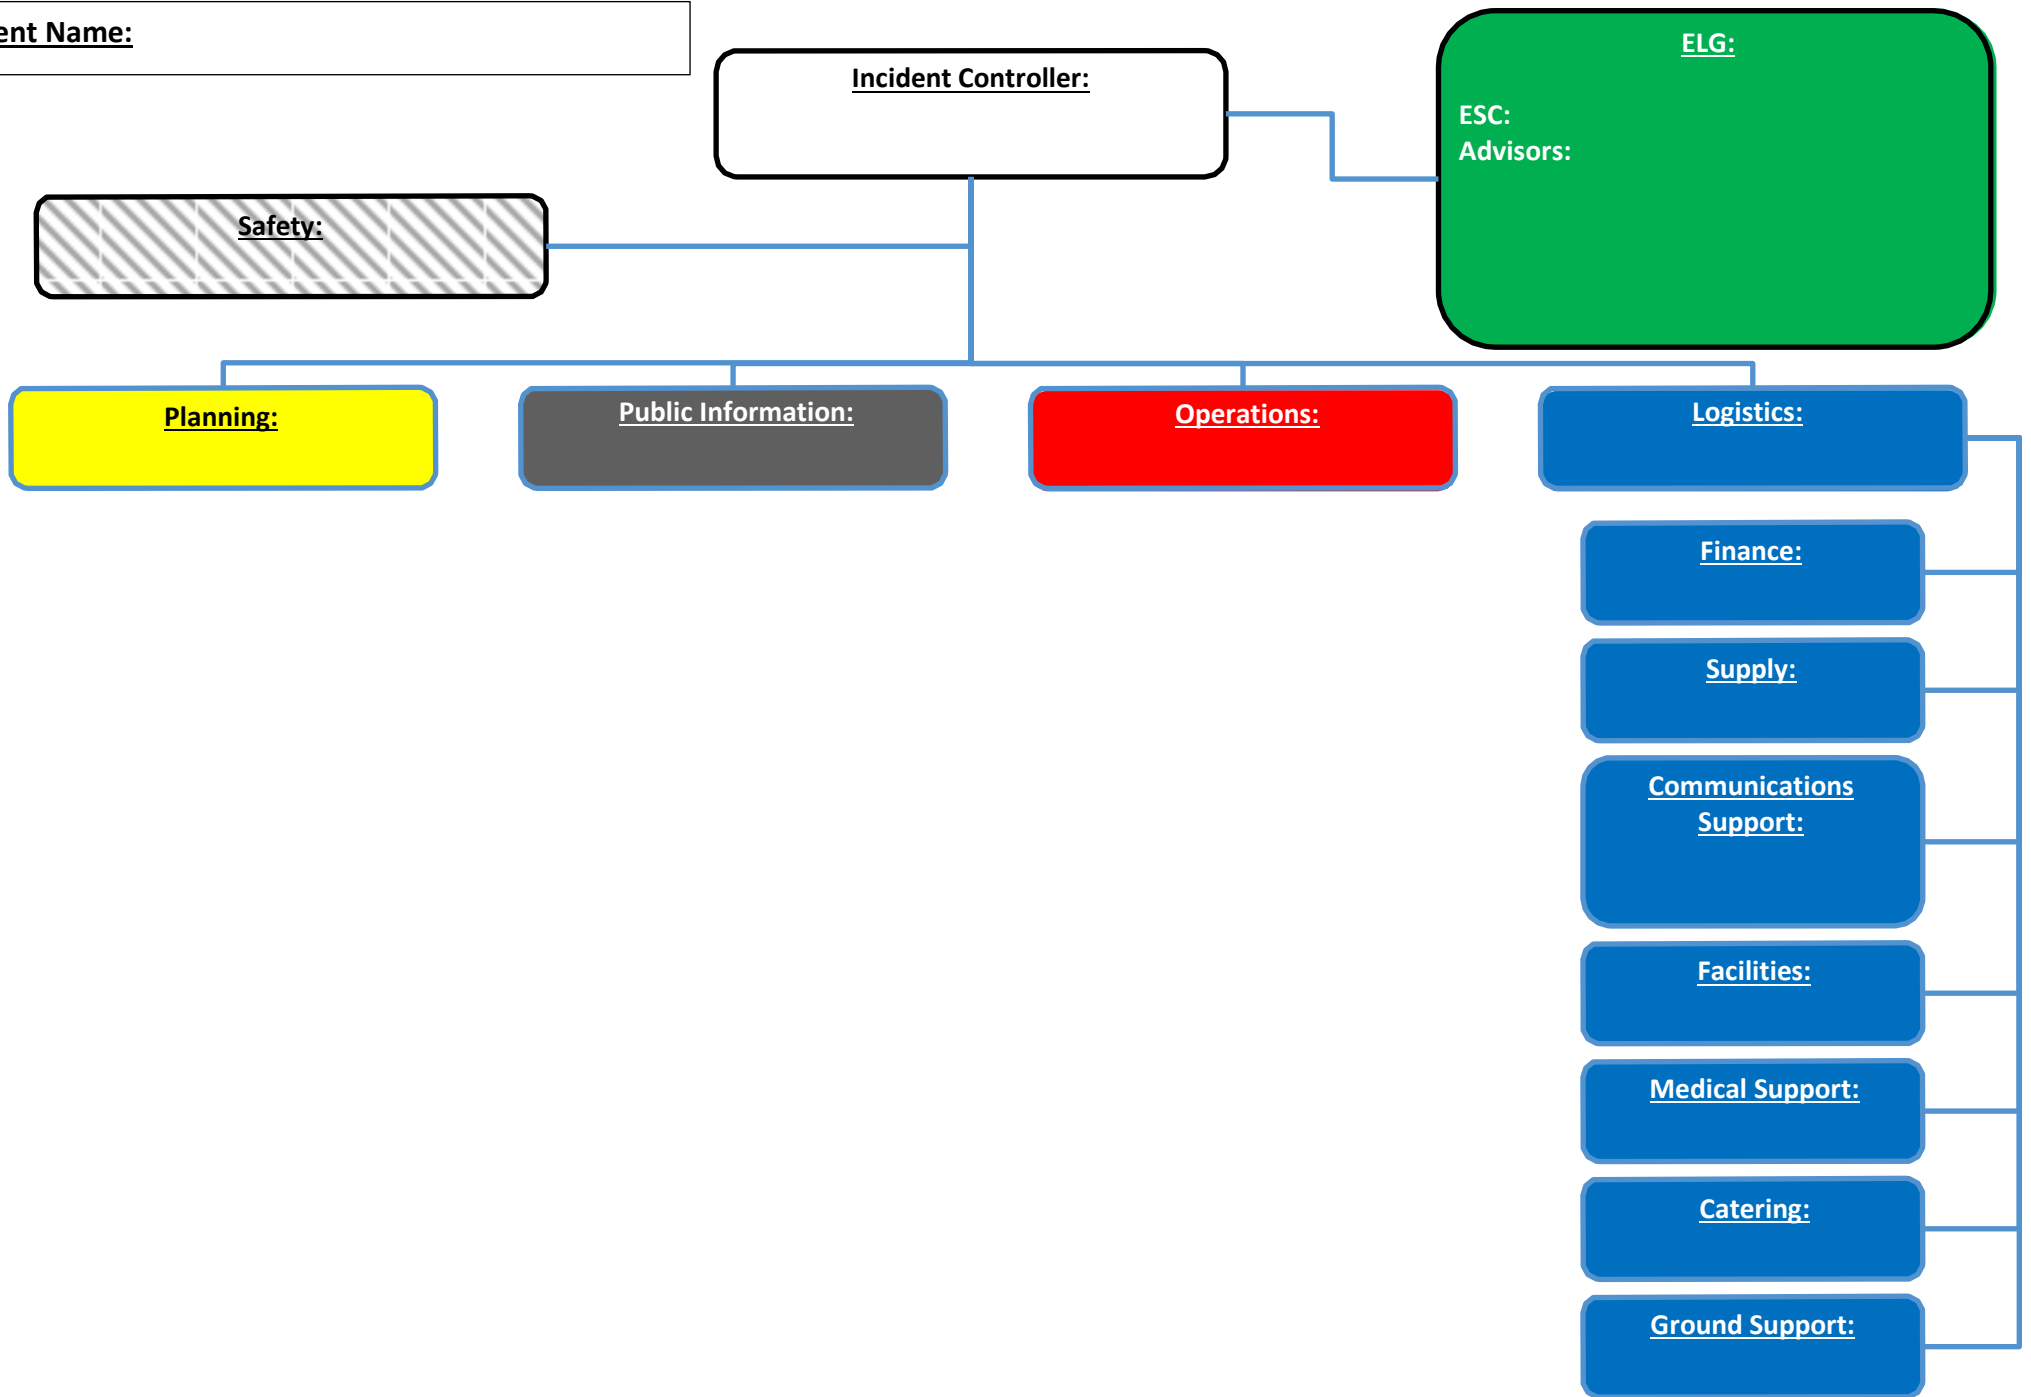 ent Name:
Incident Controller:
ELG:
ESC:
Advisors:
Safety:
Planning:
Public Information:
Operations:
Logistics:
Finance:
Supply:
Communications
Support:
Facilities:
Medical Support:
Catering:
Ground Support: